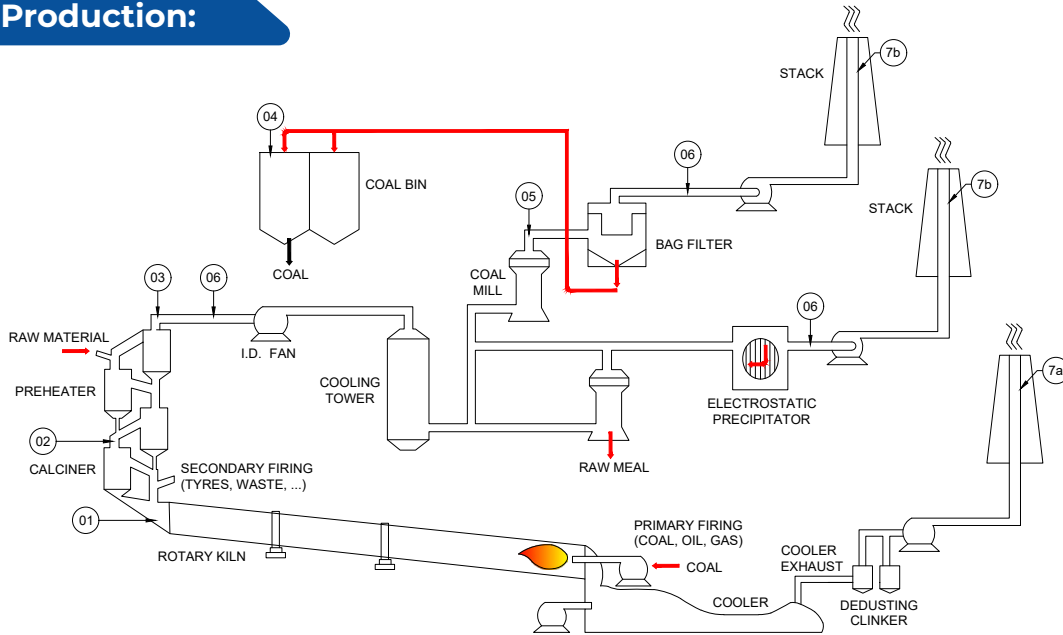 Production:
7b
STACK
04
COAL BIN
06
7b
05
STACK
BAG FILTER
COAL
COAL
MILL
03
06
06
RAW MATERIAL
I.D. FAN
7a
PREHEATER
COOLING
TOWER
ELECTROSTATIC
PRECIPITATOR
02
CALCINER
SECONDARY FIRING
(TYRES, WASTE, ...)
RAW MEAL
01
PRIMARY FIRING
(COAL, OIL, GAS)
ROTARY KILN
COAL
COOLER
EXHAUST
COOLER
DEDUSTING
CLINKER